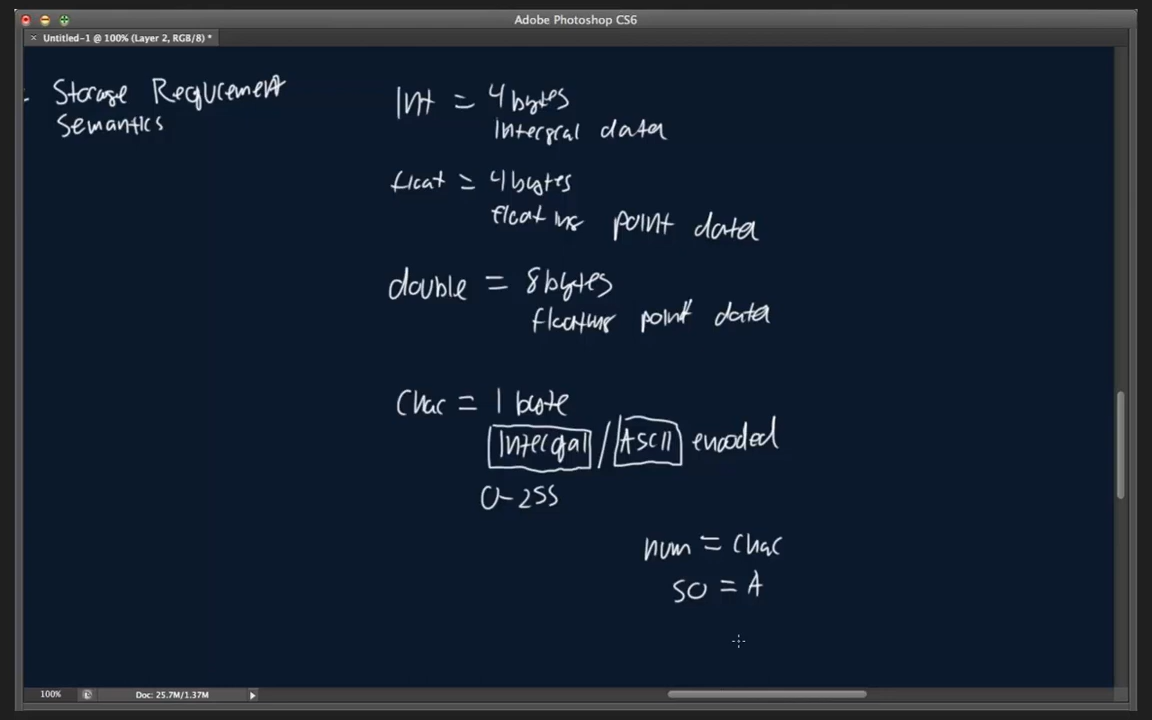 Adobe Photoshop CS6
× Untitled-1 @ 100% (Layer 2, RGB/8) *
Storage Requirement
Semantics
Int = 4 bytes
Intergral data
float = 4 bytes
floating point data
double = 8 bytes
floating point data
Char = 1 byte
Intergal / ASCII encoded
0-255
num = Char
50 = A
100%
Doc: 25.7M/1.37M